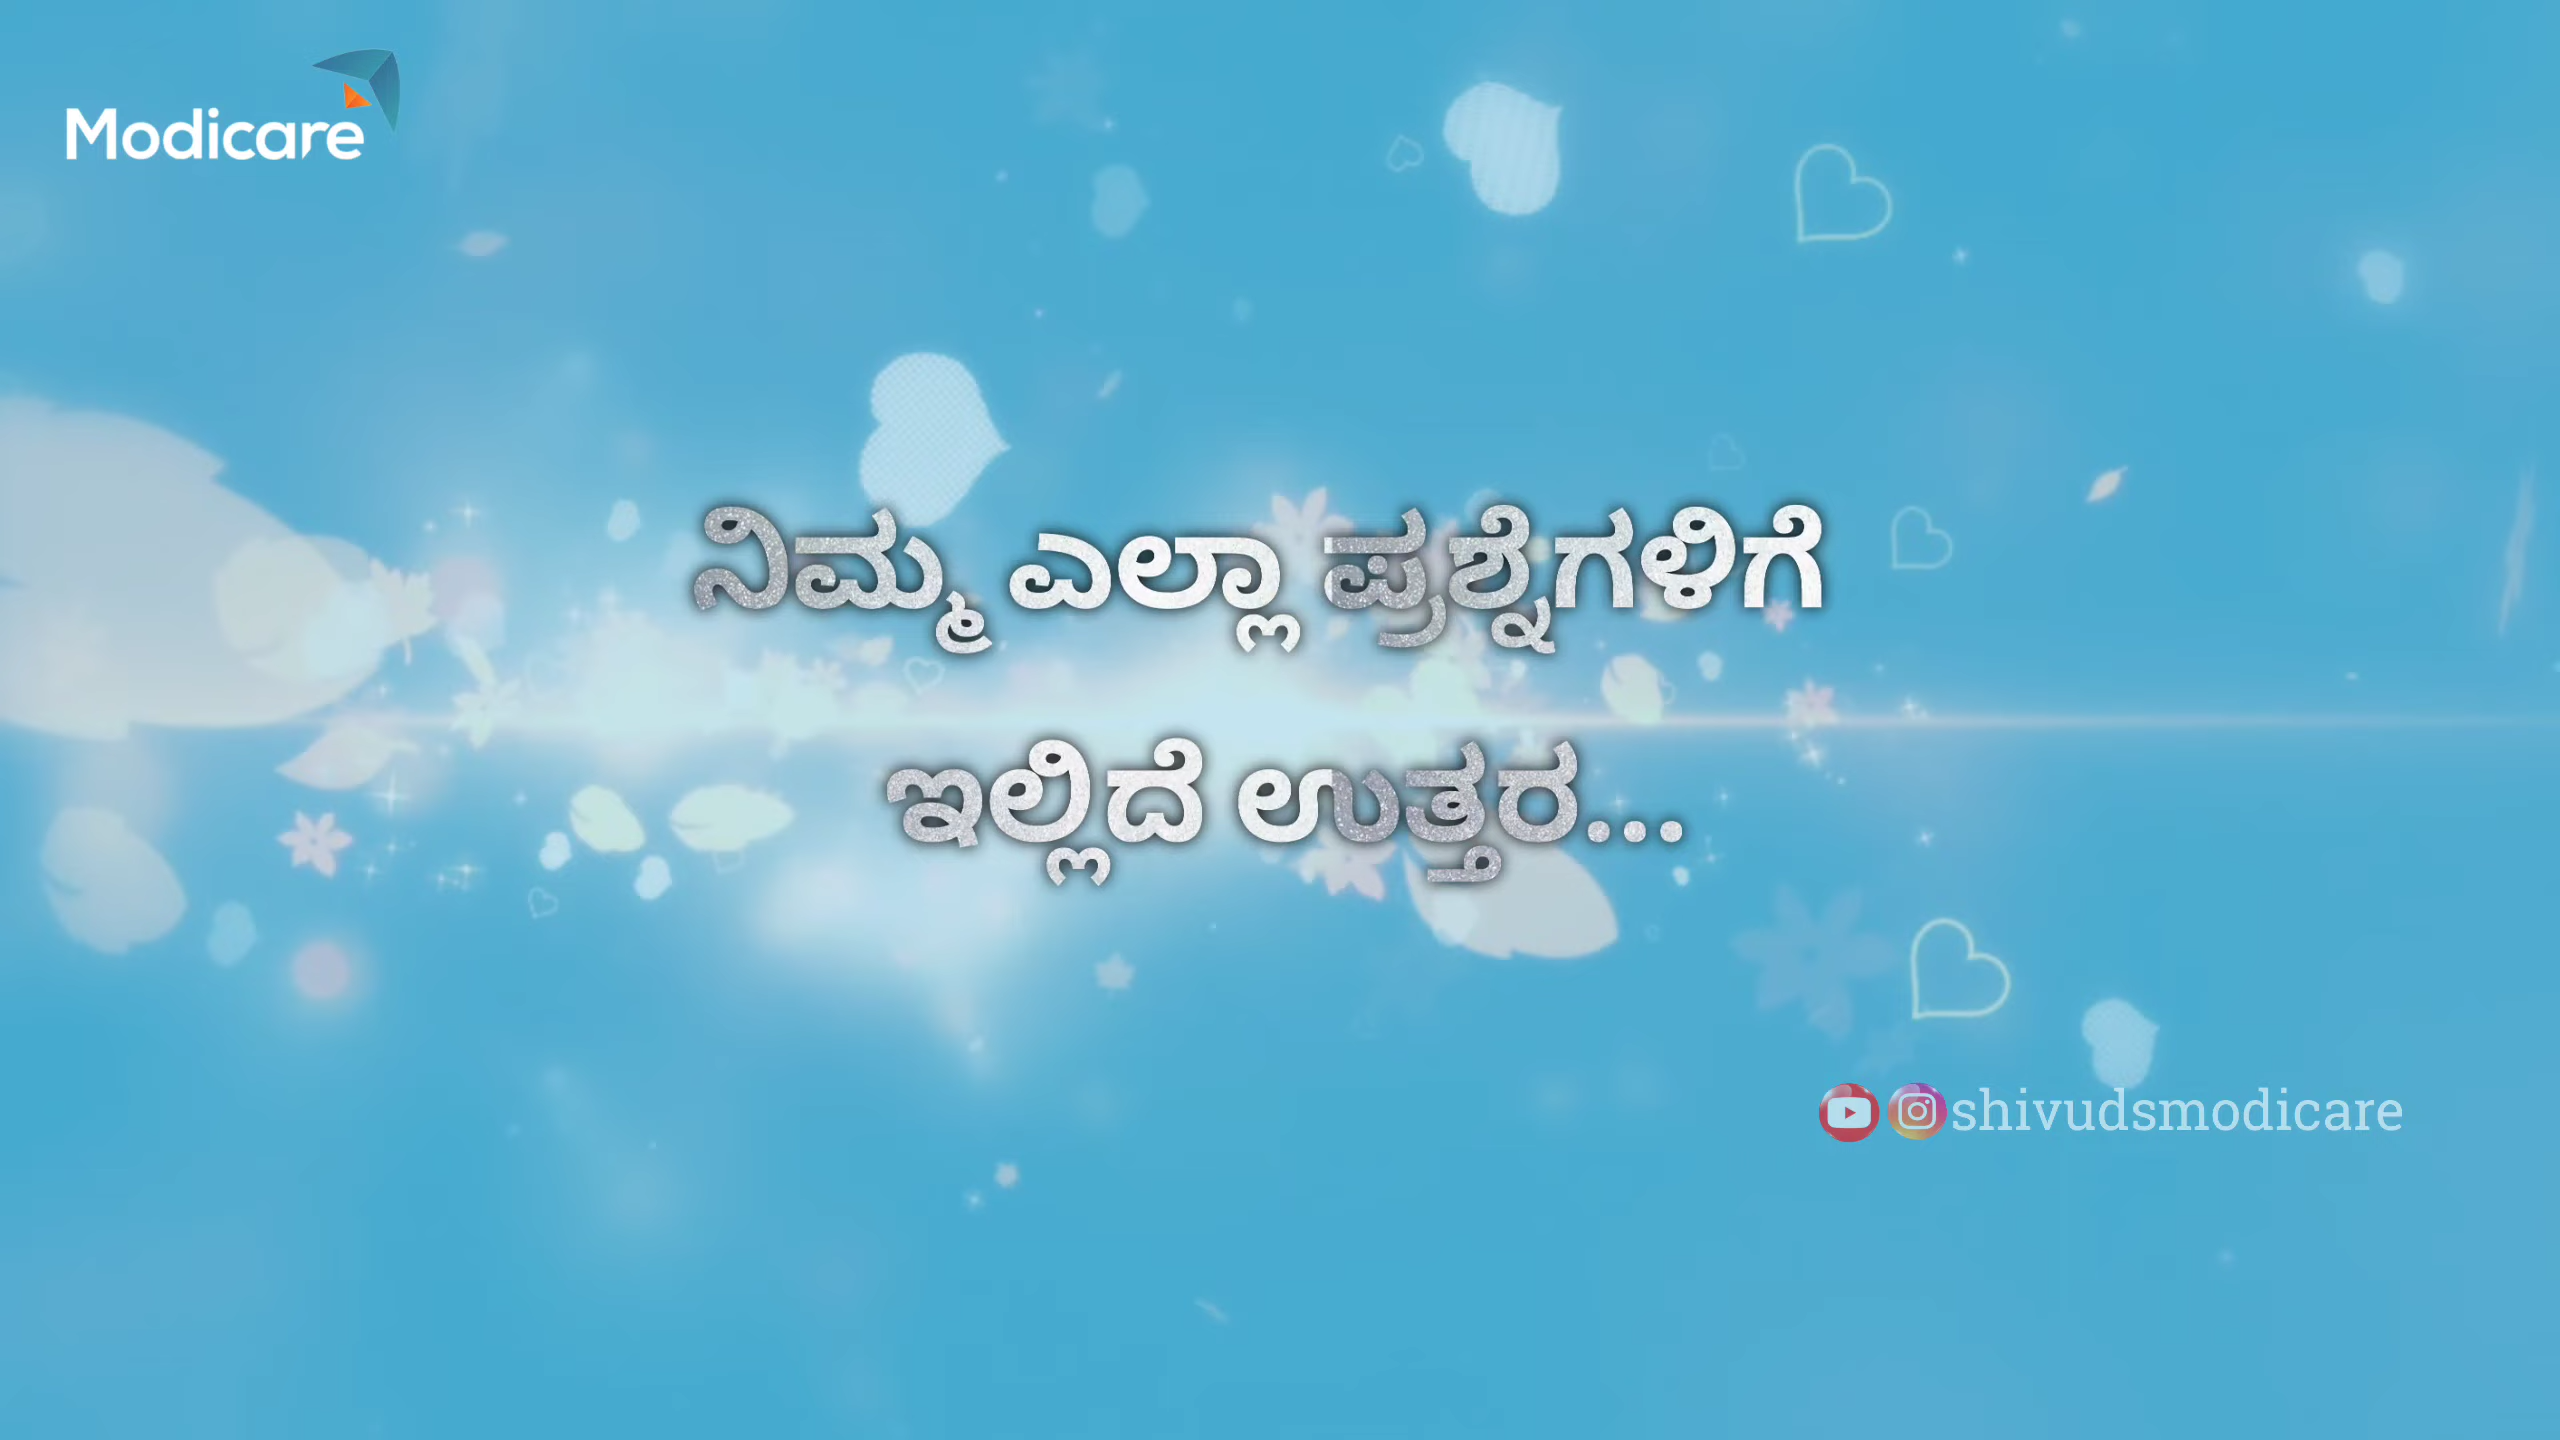 Modicare
ನಿಮ್ಮ ಎಲ್ಲಾ ಪ್ರಶ್ನೆಗಳಿಗೆ
ಇಲ್ಲಿದೆ ಉತ್ತರ...
shivudsmodicare